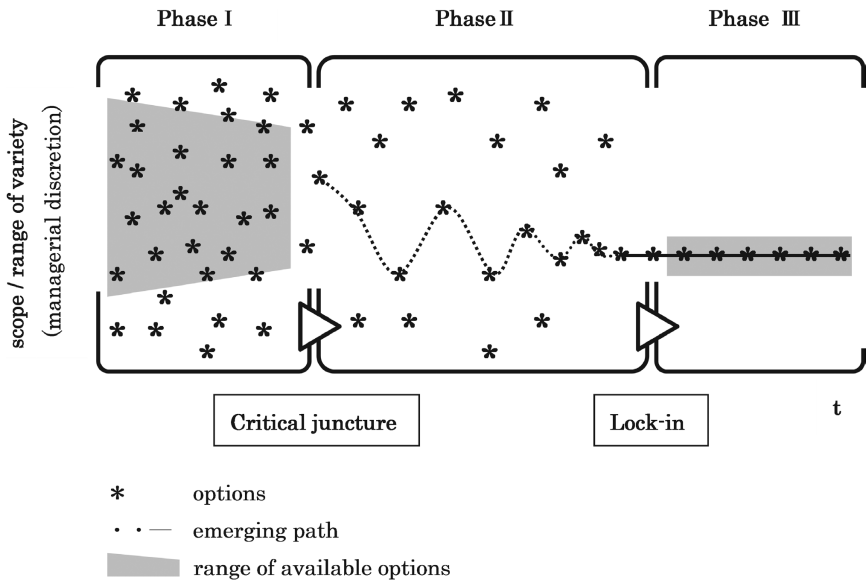 Phase I
Phase II
Phase III
scope / range of variety
(managerial discretion)
Critical juncture
Lock-in
t
* options
emerging path
range of available options